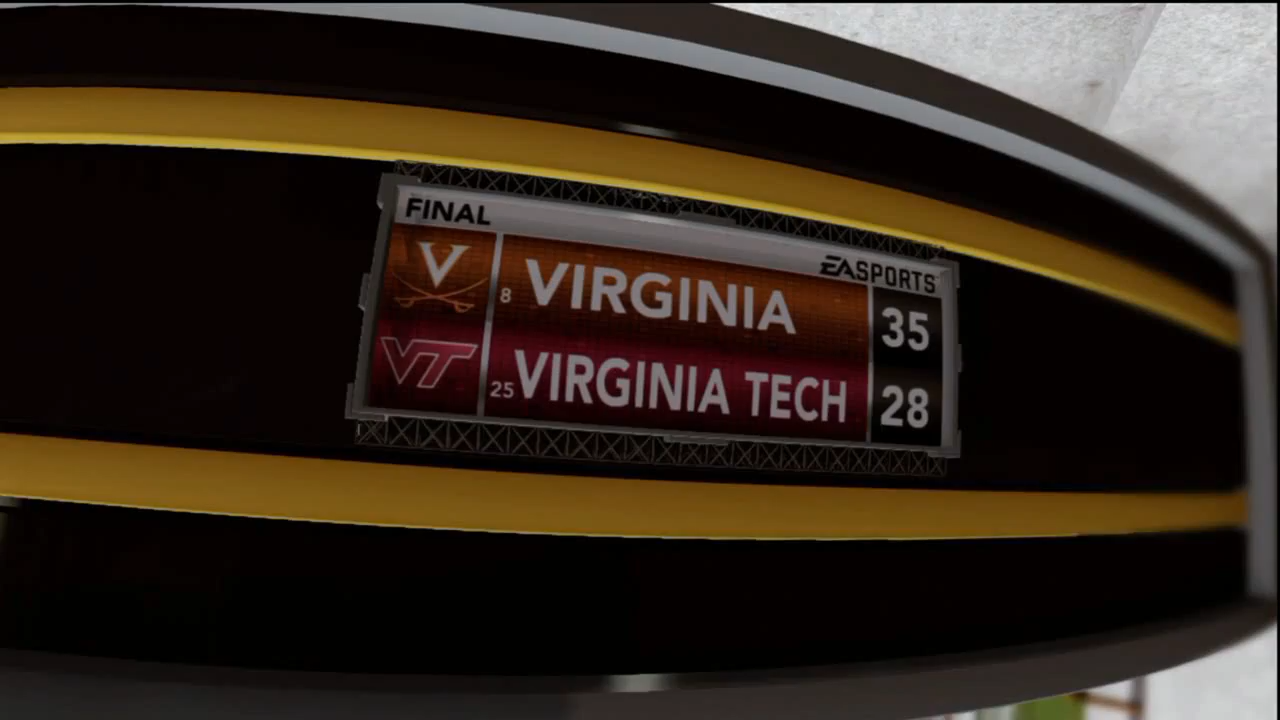 FINAL
EA SPORTS
V
8 VIRGINIA 35
VT
25 VIRGINIA TECH 28